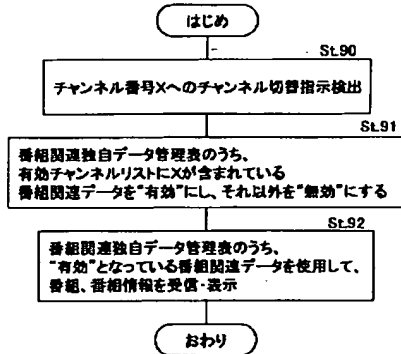 はじめ
St.90
チャンネル番号Xへのチャンネル切替指示検出
St.91
番組関連独自データ管理表のうち、
有効チャンネルリストにXが含まれている
番組関連データを“有効”にし、それ以外を“無効”にする
St.92
番組関連独自データ管理表のうち、
“有効”となっている番組関連データを使用して、
番組、番組情報を受信・表示
おわり